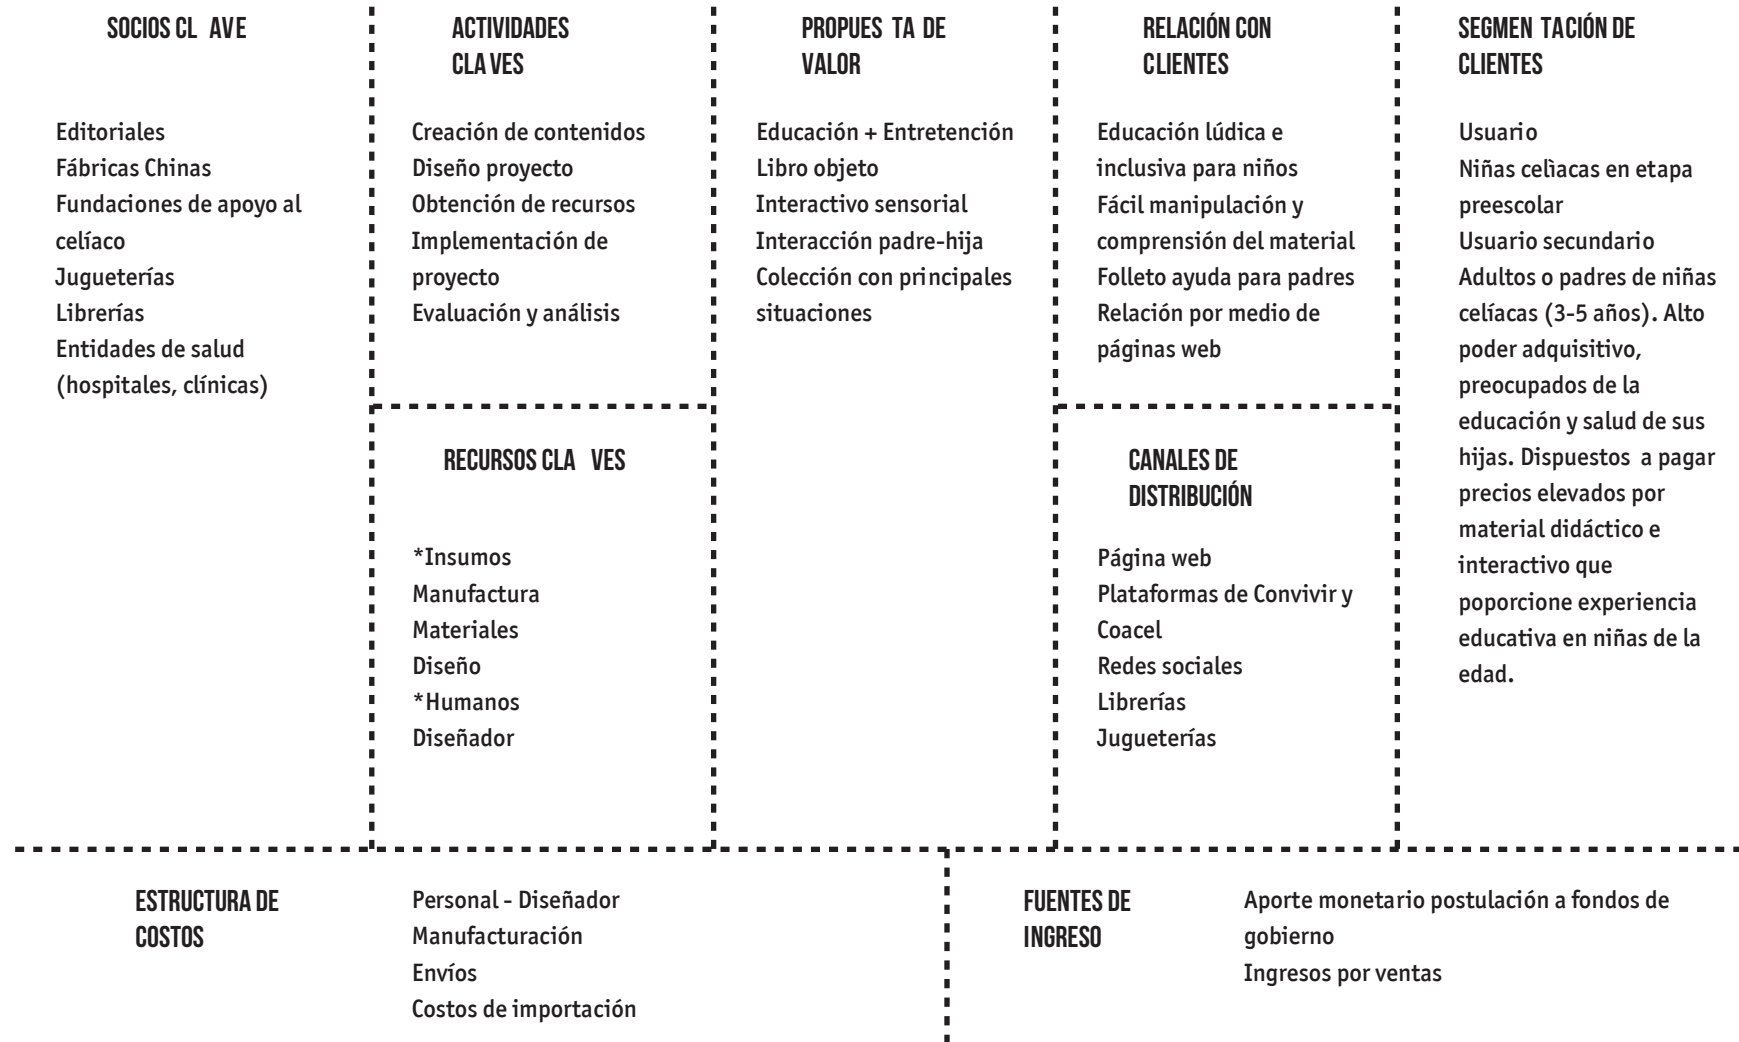 SOCIOS CL AVE
Editoriales
Fábricas Chinas
Fundaciones de apoyo al
celíaco
Jugueterías
Librerías
Entidades de salud
(hospitales, clínicas)
ACTIVIDADES
CLAVES
Creación de contenidos
Diseño proyecto
Obtención de recursos
Implementación de
proyecto
Evaluación y análisis
RECURSOS CLA VES
*Insumos
Manufactura
Materiales
Diseño
*Humanos
Diseñador
PROPUES TA DE
VALOR
Educación + Entretención
Libro objeto
Interactivo sensorial
Interacción padre-hija
Colección con principales
situaciones
RELACIÓN CON
CLIENTES
Educación lúdica e
inclusiva para niños
Fácil manipulación y
comprensión del material
Folleto ayuda para padres
Relación por medio de
páginas web
CANALES DE
DISTRIBUCIÓN
Página web
Plataformas de Convivir y
Coacel
Redes sociales
Librerías
Jugueterías
SEGMEN TACIÓN DE
CLIENTES
Usuario
Niñas celìacas en etapa
preescolar
Usuario secundario
Adultos o padres de niñas
celíacas (3-5 años). Alto
poder adquisitivo,
preocupados de la
educación y salud de sus
hijas. Dispuestos a pagar
precios elevados por
material didáctico e
interactivo que
poporcione experiencia
educativa en niñas de la
edad.
ESTRUCTURA DE
COSTOS
Personal - Diseñador
Manufacturación
Envíos
Costos de importación
FUENTES DE
INGRESO
Aporte monetario postulación a fondos de
gobierno
Ingresos por ventas